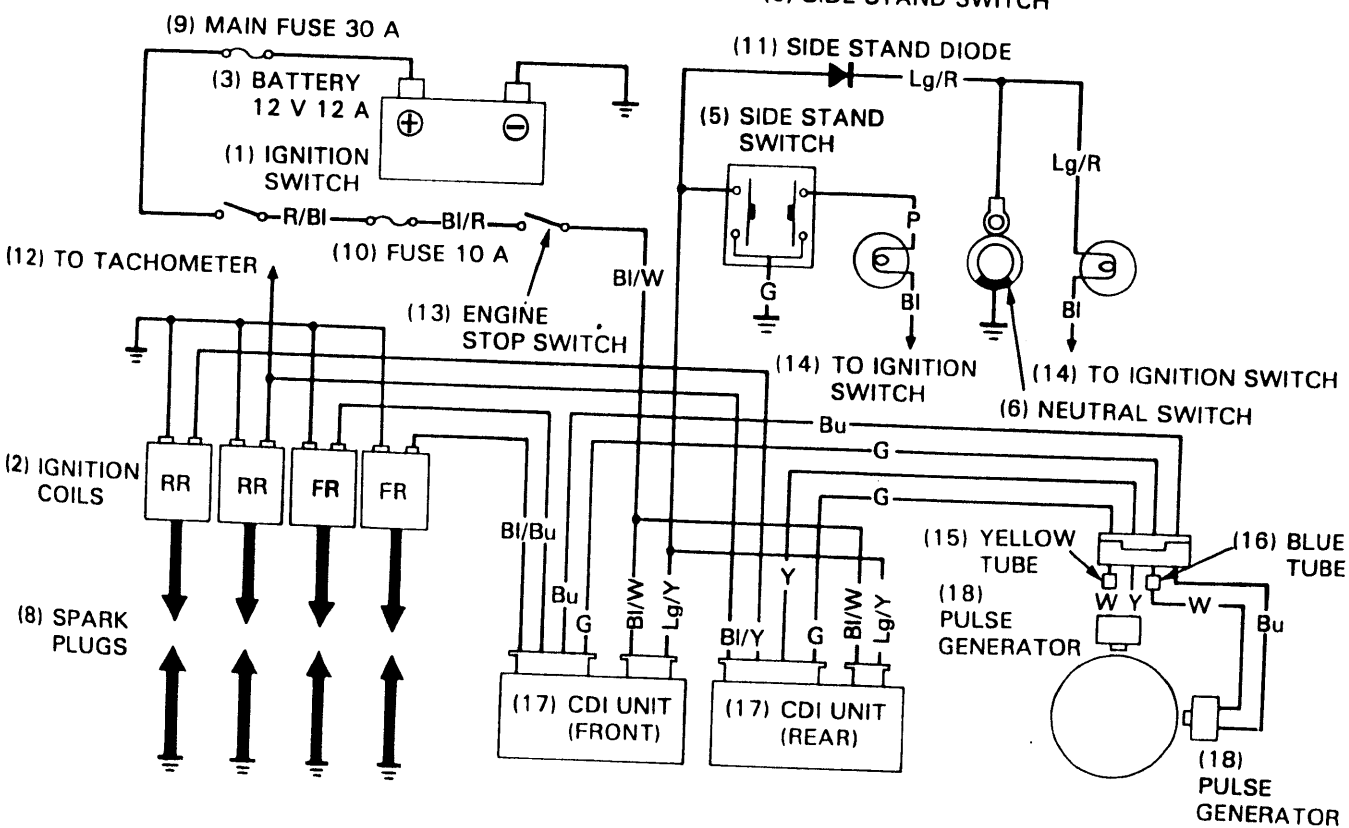 (9) MAIN FUSE 30 A
(11) SIDE STAND DIODE
(3) BATTERY
12 V 12 A
Lg/R
(5) SIDE STAND
SWITCH
(1) IGNITION
SWITCH
Lg/R
R/Bl
Bl/R
P
(10) FUSE 10 A
(12) TO TACHOMETER
Bl/W
G
Bl
Bl
(13) ENGINE
STOP SWITCH
(14) TO IGNITION
SWITCH
(14) TO IGNITION SWITCH
(6) NEUTRAL SWITCH
Bu
G
(2) IGNITION
COILS
RR
RR
FR
FR
G
Bl/Bu
(15) YELLOW
TUBE
(16) BLUE
TUBE
Y
Bu
G
Bl/W
Lg/Y
Bl/Y
G
Bl/W
Lg/Y
W
Y
W
Bu
(18)
PULSE
GENERATOR
(8) SPARK
PLUGS
(17) CDI UNIT
(FRONT)
(17) CDI UNIT
(REAR)
(18)
PULSE
GENERATOR